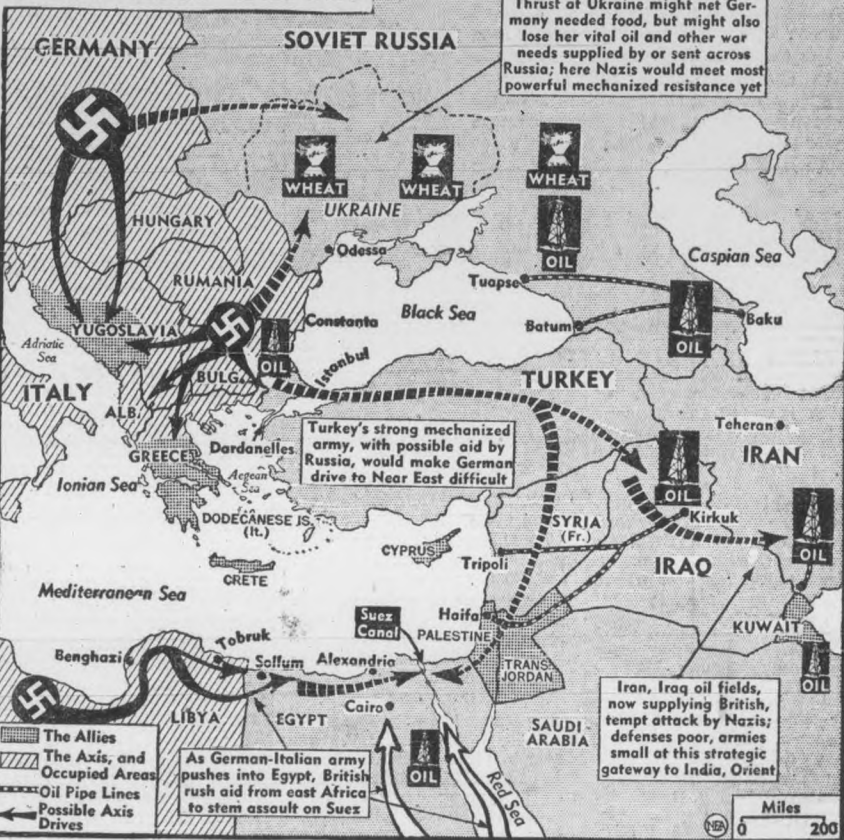 Thrust at Ukraine might net Ger-
many needed food, but might also
lose her vital oil and other war
needs supplied by or sent across
Russia; here Nazis would meet most
powerful mechanized resistance yet
GERMANY
SOVIET RUSSIA
WHEAT
WHEAT
WHEAT
UKRAINE
HUNGARY
OIL
Odessa
Caspian Sea
RUMANIA
Tuapse
Black Sea
Constanta
YUGOSLAVIA
Batum
Baku
OIL
Adriatic
Sea
OIL
Istanbul
BULG.
ITALY
TURKEY
ALB.
Turkey's strong mechanized
army, with possible aid by
Russia, would make German
drive to Near East difficult
Teheran
IRAN
Dardanelles
GREECE
Aegean
Sea
Ionian Sea
OIL
Kirkuk
OIL
DODECANESE IS.
(It.)
SYRIA
(Fr.)
CYPRUS
Tripoli
IRAQ
CRETE
Mediterranean Sea
Suez
Canal
Haifa
PALESTINE
KUWAIT
Tobruk
Benghazi
Sollum
Alexandria
TRANS
JORDAN
OIL
Cairo
LIBYA
EGYPT
SAUDI
ARABIA
Iran, Iraq oil fields,
now supplying British,
tempt attack by Nazis;
defenses poor, armies
small at this strategic
gateway to India, Orient
The Allies
The Axis, and
Occupied Areas
Oil Pipe Lines
Possible Axis
Drives
As German-Italian army
pushes into Egypt, British
rush aid from east Africa
to stem assault on Suez
OIL
Red Sea
NEA
Miles
0 200